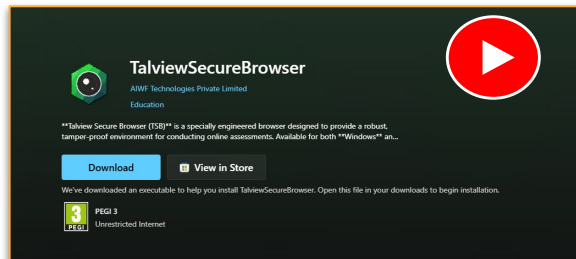 TalviewSecureBrowser
AIWF Technologies Private Limited
Education
**Talview Secure Browser (TSB)** is a specially engineered browser designed to provide a robust,
tamper-proof environment for conducting online assessments. Available for both **Windows** an...
Download
View in Store
We've downloaded an executable to help you install TalviewSecureBrowser. Open this file in your downloads to begin installation.
3
PEGI
PEGI 3
Unrestricted Internet